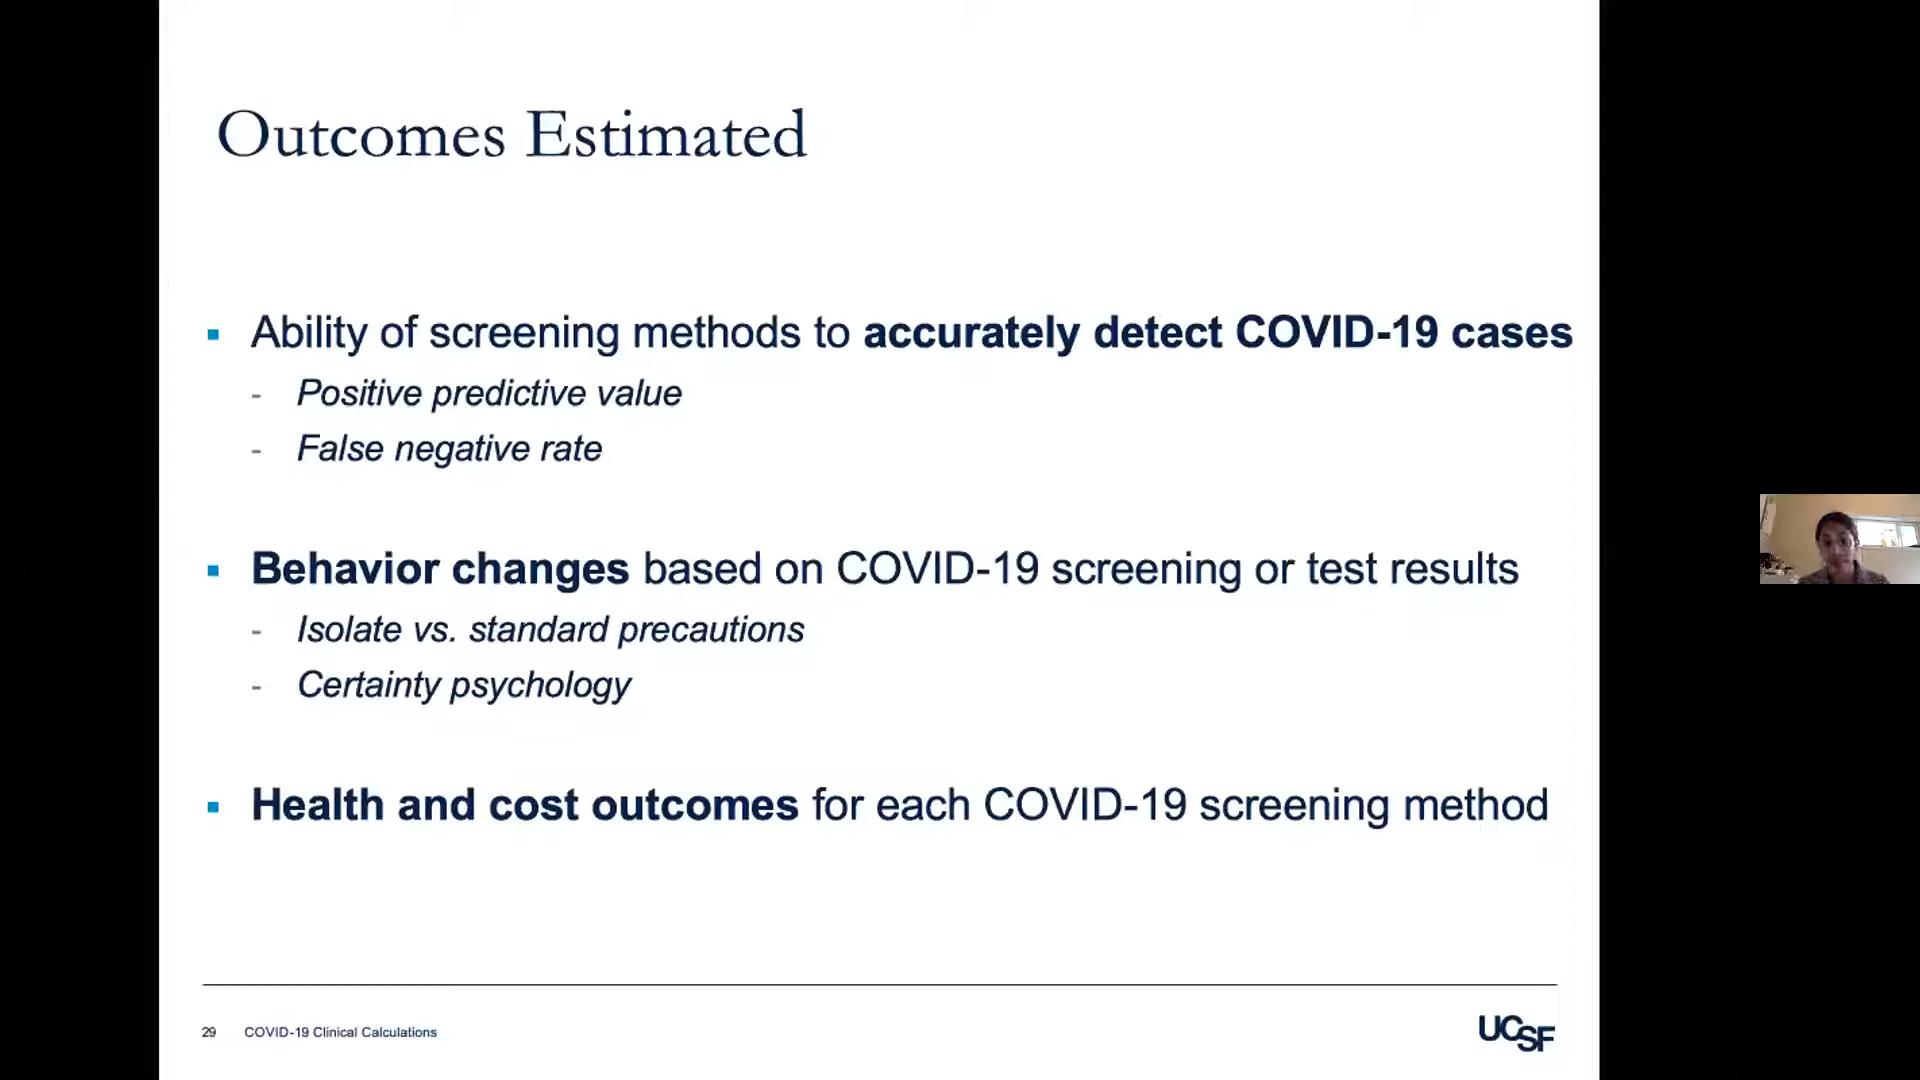 Outcomes Estimated
▪ Ability of screening methods to accurately detect COVID-19 cases
- Positive predictive value
- False negative rate
▪ Behavior changes based on COVID-19 screening or test results
- Isolate vs. standard precautions
- Certainty psychology
▪ Health and cost outcomes for each COVID-19 screening method
29 COVID-19 Clinical Calculations
UCSF